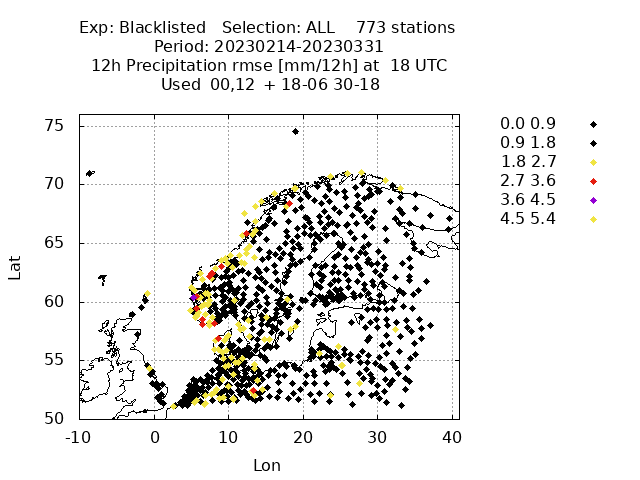 Exp: Blacklisted Selection: ALL 773 stations
Period: 20230214-20230331
12h Precipitation rmse [mm/12h] at 18 UTC
Used 00,12 + 18-06 30-18
0.0 0.9
0.9 1.8
1.8 2.7
2.7 3.6
3.6 4.5
4.5 5.4
75
70
65
60
55
50
Lat
-10 0 10 20 30 40
Lon